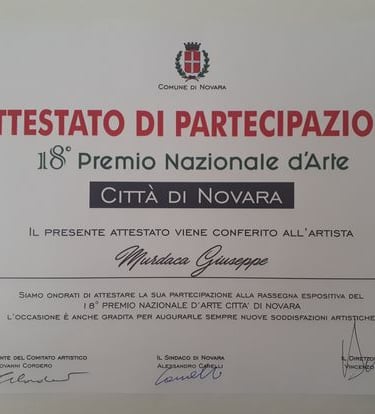 COMUNE DI NOVARA
TTESTATO DI PARTECIPAZIO
18° Premio Nazionale d'Arte
CITTÀ DI NOVARA
IL PRESENTE ATTESTATO VIENE CONFERITO ALL'ARTISTA
Murdaca Giuseppe
SIAMO ONORATI DI ATTESTARE LA SUA PARTECIPAZIONE ALLA RASSEGNA ESPOSITIVA DEL
18° PREMIO NAZIONALE D'ARTE CITTA' DI NOVARA
L'OCCASIONE È ANCHE GRADITA PER AUGURARLE SEMPRE NUOVE SODDISFAZIONI ARTISTICHE
NTE DEL COMITATO ARTISTICO IL SINDACO DI NOVARA IL DIRETTO
OVANNI CORDERO ALESSANDRO CANELLI VINCENZO